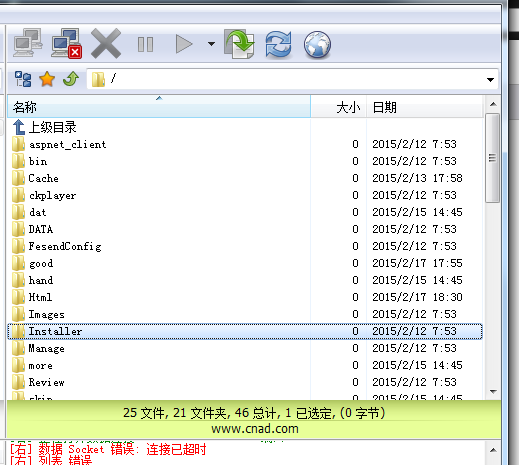 /
名称 大小 日期
上级目录
aspnet_client 0 2015/2/12 7:53
bin 0 2015/2/12 7:53
Cache 0 2015/2/13 17:58
ckplayer 0 2015/2/12 7:53
dat 0 2015/2/15 14:45
DATA 0 2015/2/12 7:53
FesendConfig 0 2015/2/12 7:53
good 0 2015/2/17 17:55
hand 0 2015/2/15 14:45
Html 0 2015/2/17 18:30
Images 0 2015/2/12 7:53
Installer 0 2015/2/12 7:53
Manage 0 2015/2/12 7:53
more 0 2015/2/15 14:45
Review 0 2015/2/12 7:53
skin 0 2015/2/15 14:45
25 文件, 21 文件夹, 46 总计, 1 已选定, (0 字节)
www.cnad.com
[右] 数据 Socket 错误: 连接已超时
[右] 列表 错误